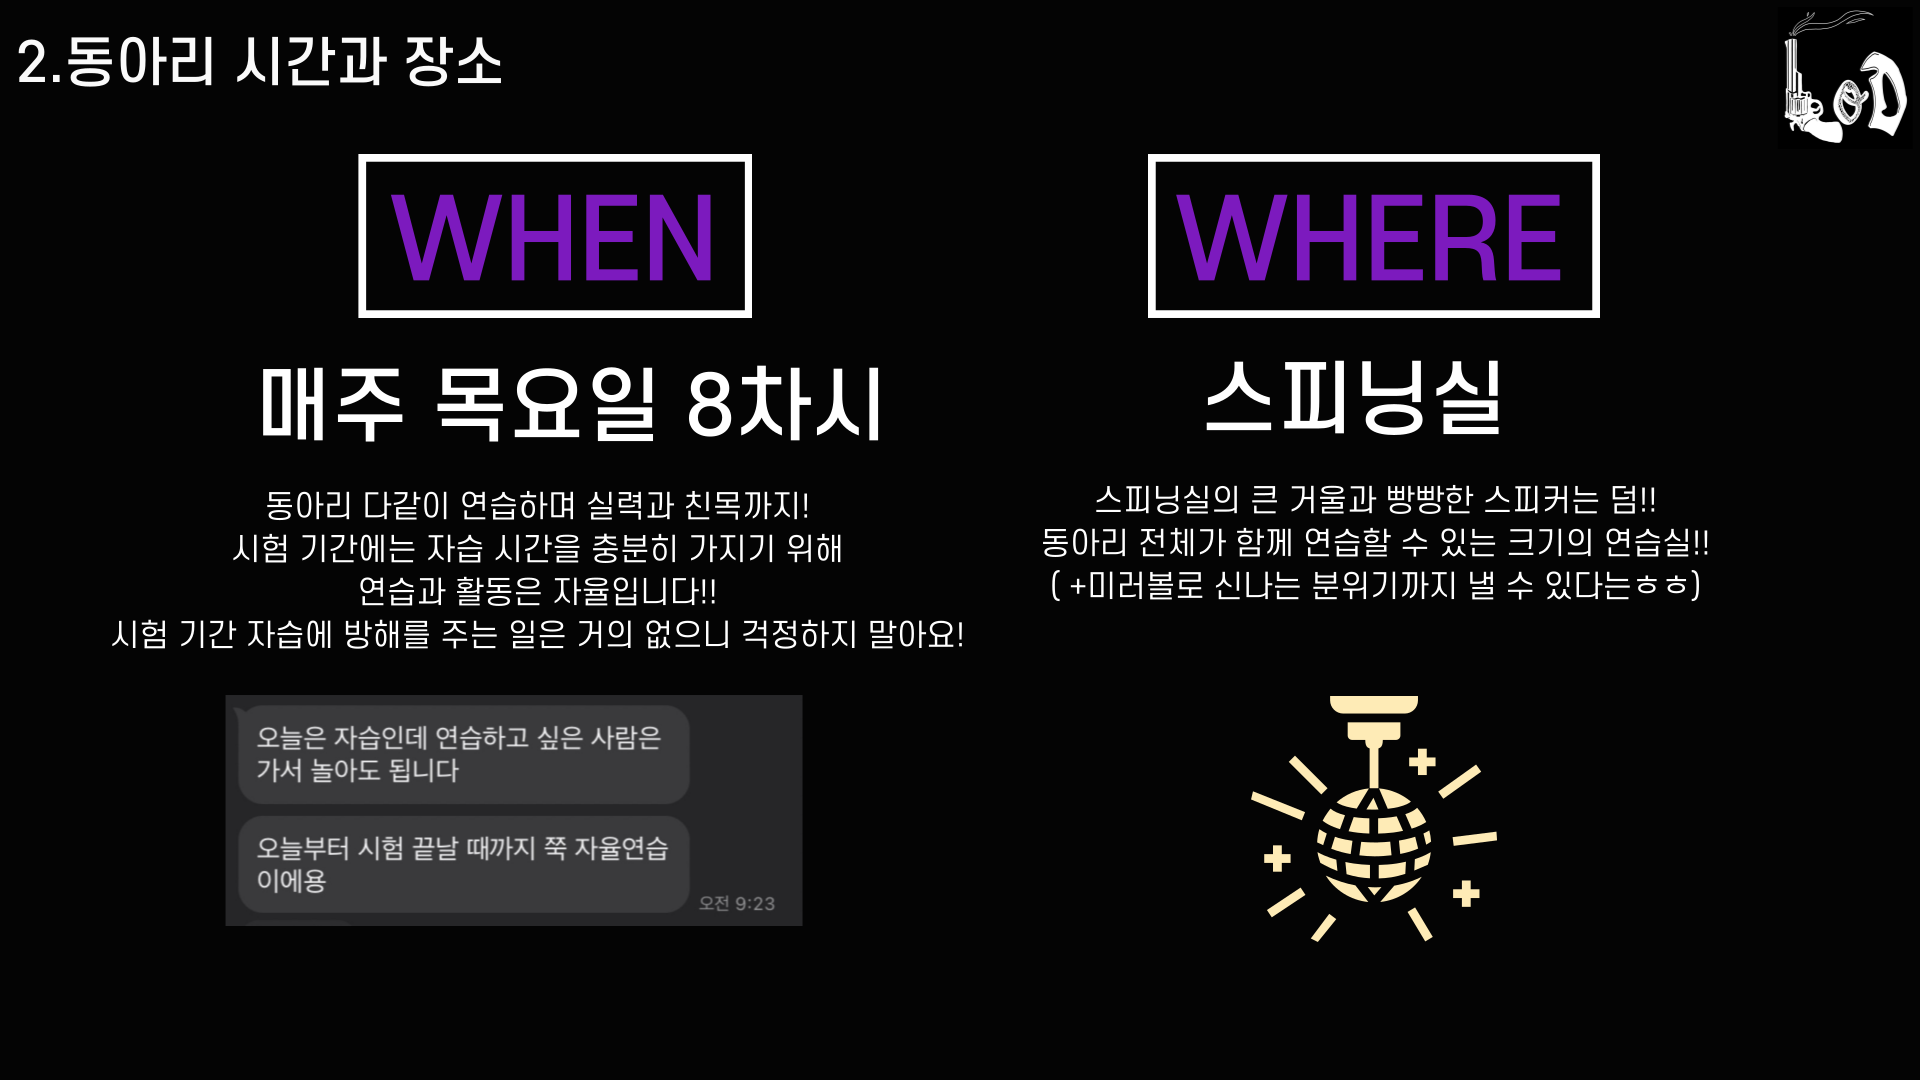 2.동아리 시간과 장소
LOD
WHEN
매주 목요일 8차시
동아리 다같이 연습하며 실력과 친목까지!
시험 기간에는 자습 시간을 충분히 가지기 위해
연습과 활동은 자율입니다!!
시험 기간 자습에 방해를 주는 일은 거의 없으니 걱정하지 말아요!
오늘은 자습인데 연습하고 싶은 사람은
가서 놀아도 됩니다
오늘부터 시험 끝날 때까지 쭉 자율연습
이에용
오전 9:23
WHERE
스피닝실
스피닝실의 큰 거울과 빵빵한 스피커는 덤!!
동아리 전체가 함께 연습할 수 있는 크기의 연습실!!
( +미러볼로 신나는 분위기까지 낼 수 있다는ㅎㅎ)